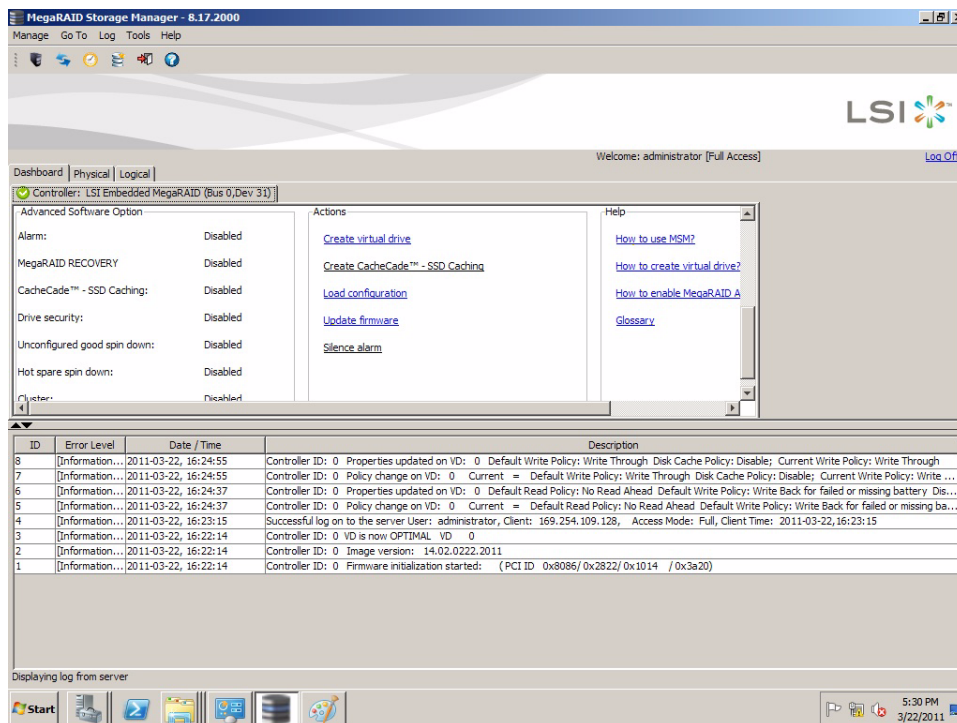 MegaRAID Storage Manager - 8.17.2000
Manage Go To Log Tools Help
LSI
Welcome: administrator [Full Access]
Log Off
Dashboard Physical Logical
Controller: LSI Embedded MegaRAID (Bus 0,Dev 31)
Advanced Software Option
Alarm: Disabled
MegaRAID RECOVERY Disabled
CacheCade™ - SSD Caching: Disabled
Drive security: Disabled
Unconfigured good spin down: Disabled
Hot spare spin down: Disabled
Cluster: Disabled
Actions
Create virtual drive
Create CacheCade™ - SSD Caching
Load configuration
Update firmware
Silence alarm
Help
How to use MSM?
How to create virtual drive?
How to enable MegaRAID A
Glossary
ID Error Level Date / Time Description
8 [Information... 2011-03-22, 16:24:55 Controller ID: 0 Properties updated on VD: 0 Default Write Policy: Write Through Disk Cache Policy: Disable; Current Write Policy: Write Through
7 [Information... 2011-03-22, 16:24:55 Controller ID: 0 Policy change on VD: 0 Current = Default Write Policy: Write Through Disk Cache Policy: Disable; Current Write Policy: Write ...
6 [Information... 2011-03-22, 16:24:37 Controller ID: 0 Properties updated on VD: 0 Default Read Policy: No Read Ahead Default Write Policy: Write Back for failed or missing battery Dis...
5 [Information... 2011-03-22, 16:24:37 Controller ID: 0 Policy change on VD: 0 Current = Default Read Policy: No Read Ahead Default Write Policy: Write Back for failed or missing ba...
4 [Information... 2011-03-22, 16:23:15 Successful log on to the server User: administrator, Client: 169.254.109.128, Access Mode: Full, Client Time: 2011-03-22,16:23:15
3 [Information... 2011-03-22, 16:22:14 Controller ID: 0 VD is now OPTIMAL VD 0
2 [Information... 2011-03-22, 16:22:14 Controller ID: 0 Image version: 14.02.0222.2011
1 [Information... 2011-03-22, 16:22:14 Controller ID: 0 Firmware initialization started: (PCI ID 0x8086/ 0x2822/ 0x1014 / 0x3a20)
Displaying log from server
Start
5:30 PM
3/22/2011